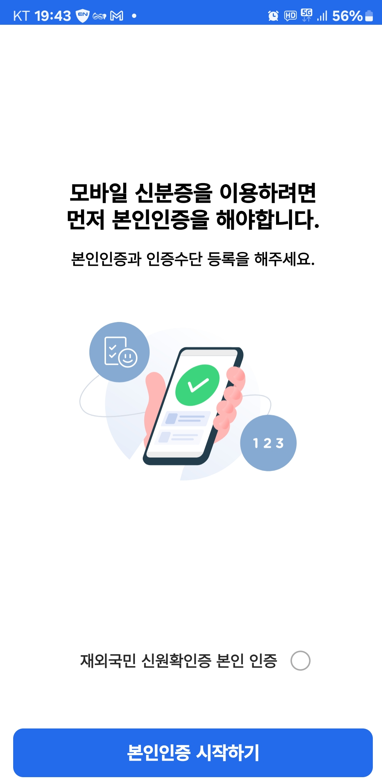 KT 19:43
HD 5G 56%
모바일 신분증을 이용하려면
먼저 본인인증을 해야합니다.
본인인증과 인증수단 등록을 해주세요.
1 2 3
재외국민 신원확인증 본인 인증
본인인증 시작하기